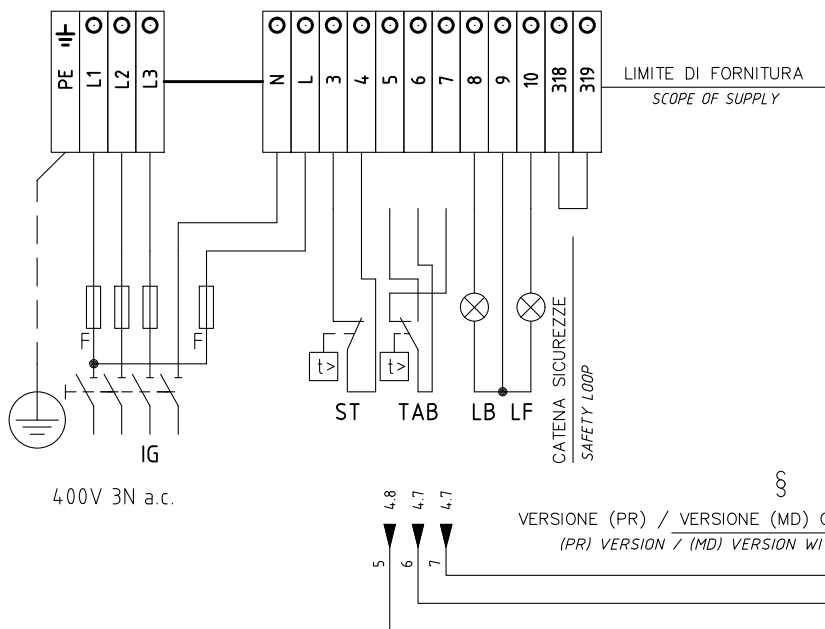 PE L1 L2 L3 N L 3 4 5 6 7 8 9 10 318 319
LIMITE DI FORNITURA
SCOPE OF SUPPLY
F F
t> t>
ST TAB LB LF
CATENA SICUREZZE
SAFETY LOOP
IG
400V 3N a.c.
4.8 4.7 4.7
§
VERSIONE (PR) / VERSIONE (MD) C
(PR) VERSION / (MD) VERSION WI
5 6 7